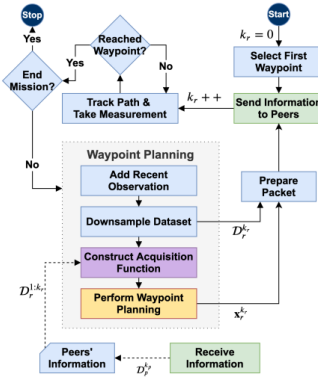 Stop
Start
Yes
Reached
Waypoint?
k_r = 0
Yes
Select First
Waypoint
End
Mission?
No
k_r ++
Track Path &
Take Measurement
Send Information
to Peers
No
Waypoint Planning
Add Recent
Observation
Prepare
Packet
Downsample Dataset
𝒟_r^{k_r}
Construct Acquisition
Function
𝒟_r^{1:k_r}
Perform Waypoint
Planning
x_r^{k_r}
Peers'
Information
𝒟_p^{k_p}
Receive
Information